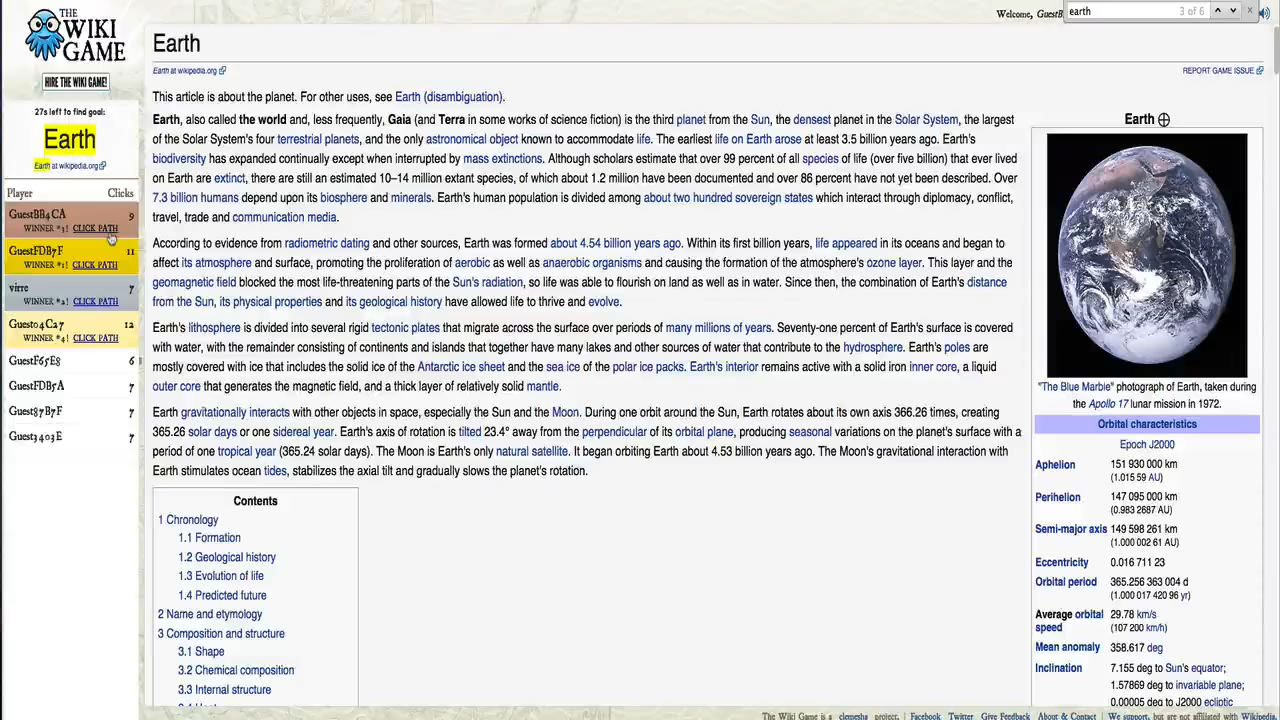 THE
WIKI
GAME
HIRE THE WIKI GAME!
27s left to find goal:
Earth
Earth at wikipedia.org
Player Clicks
GuestBB4CA 9
WINNER #3! CLICK PATH
GuestFDB7F 11
WINNER #1! CLICK PATH
virre 7
WINNER #2! CLICK PATH
Guest04C27 12
WINNER #4! CLICK PATH
GuestF65E8 6
GuestFDB5A 7
Guest87B7F 7
Guest3403E 7
Welcome, GuestB
earth 3 of 6
Earth
Earth at wikipedia.org
REPORT GAME ISSUE
This article is about the planet. For other uses, see Earth (disambiguation).
Earth, also called the world and, less frequently, Gaia (and Terra in some works of science fiction) is the third planet from the Sun, the densest planet in the Solar System, the largest
of the Solar System's four terrestrial planets, and the only astronomical object known to accommodate life. The earliest life on Earth arose at least 3.5 billion years ago. Earth's
biodiversity has expanded continually except when interrupted by mass extinctions. Although scholars estimate that over 99 percent of all species of life (over five billion) that ever lived
on Earth are extinct, there are still an estimated 10–14 million extant species, of which about 1.2 million have been documented and over 86 percent have not yet been described. Over
7.3 billion humans depend upon its biosphere and minerals. Earth's human population is divided among about two hundred sovereign states which interact through diplomacy, conflict,
travel, trade and communication media.
According to evidence from radiometric dating and other sources, Earth was formed about 4.54 billion years ago. Within its first billion years, life appeared in its oceans and began to
affect its atmosphere and surface, promoting the proliferation of aerobic as well as anaerobic organisms and causing the formation of the atmosphere's ozone layer. This layer and the
geomagnetic field blocked the most life-threatening parts of the Sun's radiation, so life was able to flourish on land as well as in water. Since then, the combination of Earth's distance
from the Sun, its physical properties and its geological history have allowed life to thrive and evolve.
Earth's lithosphere is divided into several rigid tectonic plates that migrate across the surface over periods of many millions of years. Seventy-one percent of Earth's surface is covered
with water, with the remainder consisting of continents and islands that together have many lakes and other sources of water that contribute to the hydrosphere. Earth's poles are
mostly covered with ice that includes the solid ice of the Antarctic ice sheet and the sea ice of the polar ice packs. Earth's interior remains active with a solid iron inner core, a liquid
outer core that generates the magnetic field, and a thick layer of relatively solid mantle.
Earth gravitationally interacts with other objects in space, especially the Sun and the Moon. During one orbit around the Sun, Earth rotates about its own axis 366.26 times, creating
365.26 solar days or one sidereal year. Earth's axis of rotation is tilted 23.4° away from the perpendicular of its orbital plane, producing seasonal variations on the planet's surface with a
period of one tropical year (365.24 solar days). The Moon is Earth's only natural satellite. It began orbiting Earth about 4.53 billion years ago. The Moon's gravitational interaction with
Earth stimulates ocean tides, stabilizes the axial tilt and gradually slows the planet's rotation.
Contents
1 Chronology
1.1 Formation
1.2 Geological history
1.3 Evolution of life
1.4 Predicted future
2 Name and etymology
3 Composition and structure
3.1 Shape
3.2 Chemical composition
3.3 Internal structure
Earth ⊕
"The Blue Marble" photograph of Earth, taken during
the Apollo 17 lunar mission in 1972.
Orbital characteristics
Epoch J2000
Aphelion 151 930 000 km
(1.015 59 AU)
Perihelion 147 095 000 km
(0.983 2687 AU)
Semi-major axis 149 598 261 km
(1.000 002 61 AU)
Eccentricity 0.016 711 23
Orbital period 365.256 363 004 d
(1.000 017 420 96 yr)
Average orbital 29.78 km/s
speed (107 200 km/h)
Mean anomaly 358.617 deg
Inclination 7.155 deg to Sun's equator;
1.57869 deg to invariable plane;
0.00005 deg to J2000 ecliptic
The Wiki Game is a clemesha project. | Facebook Twitter Give Feedback About & Contact | We support, but are not affiliated with Wikipedia